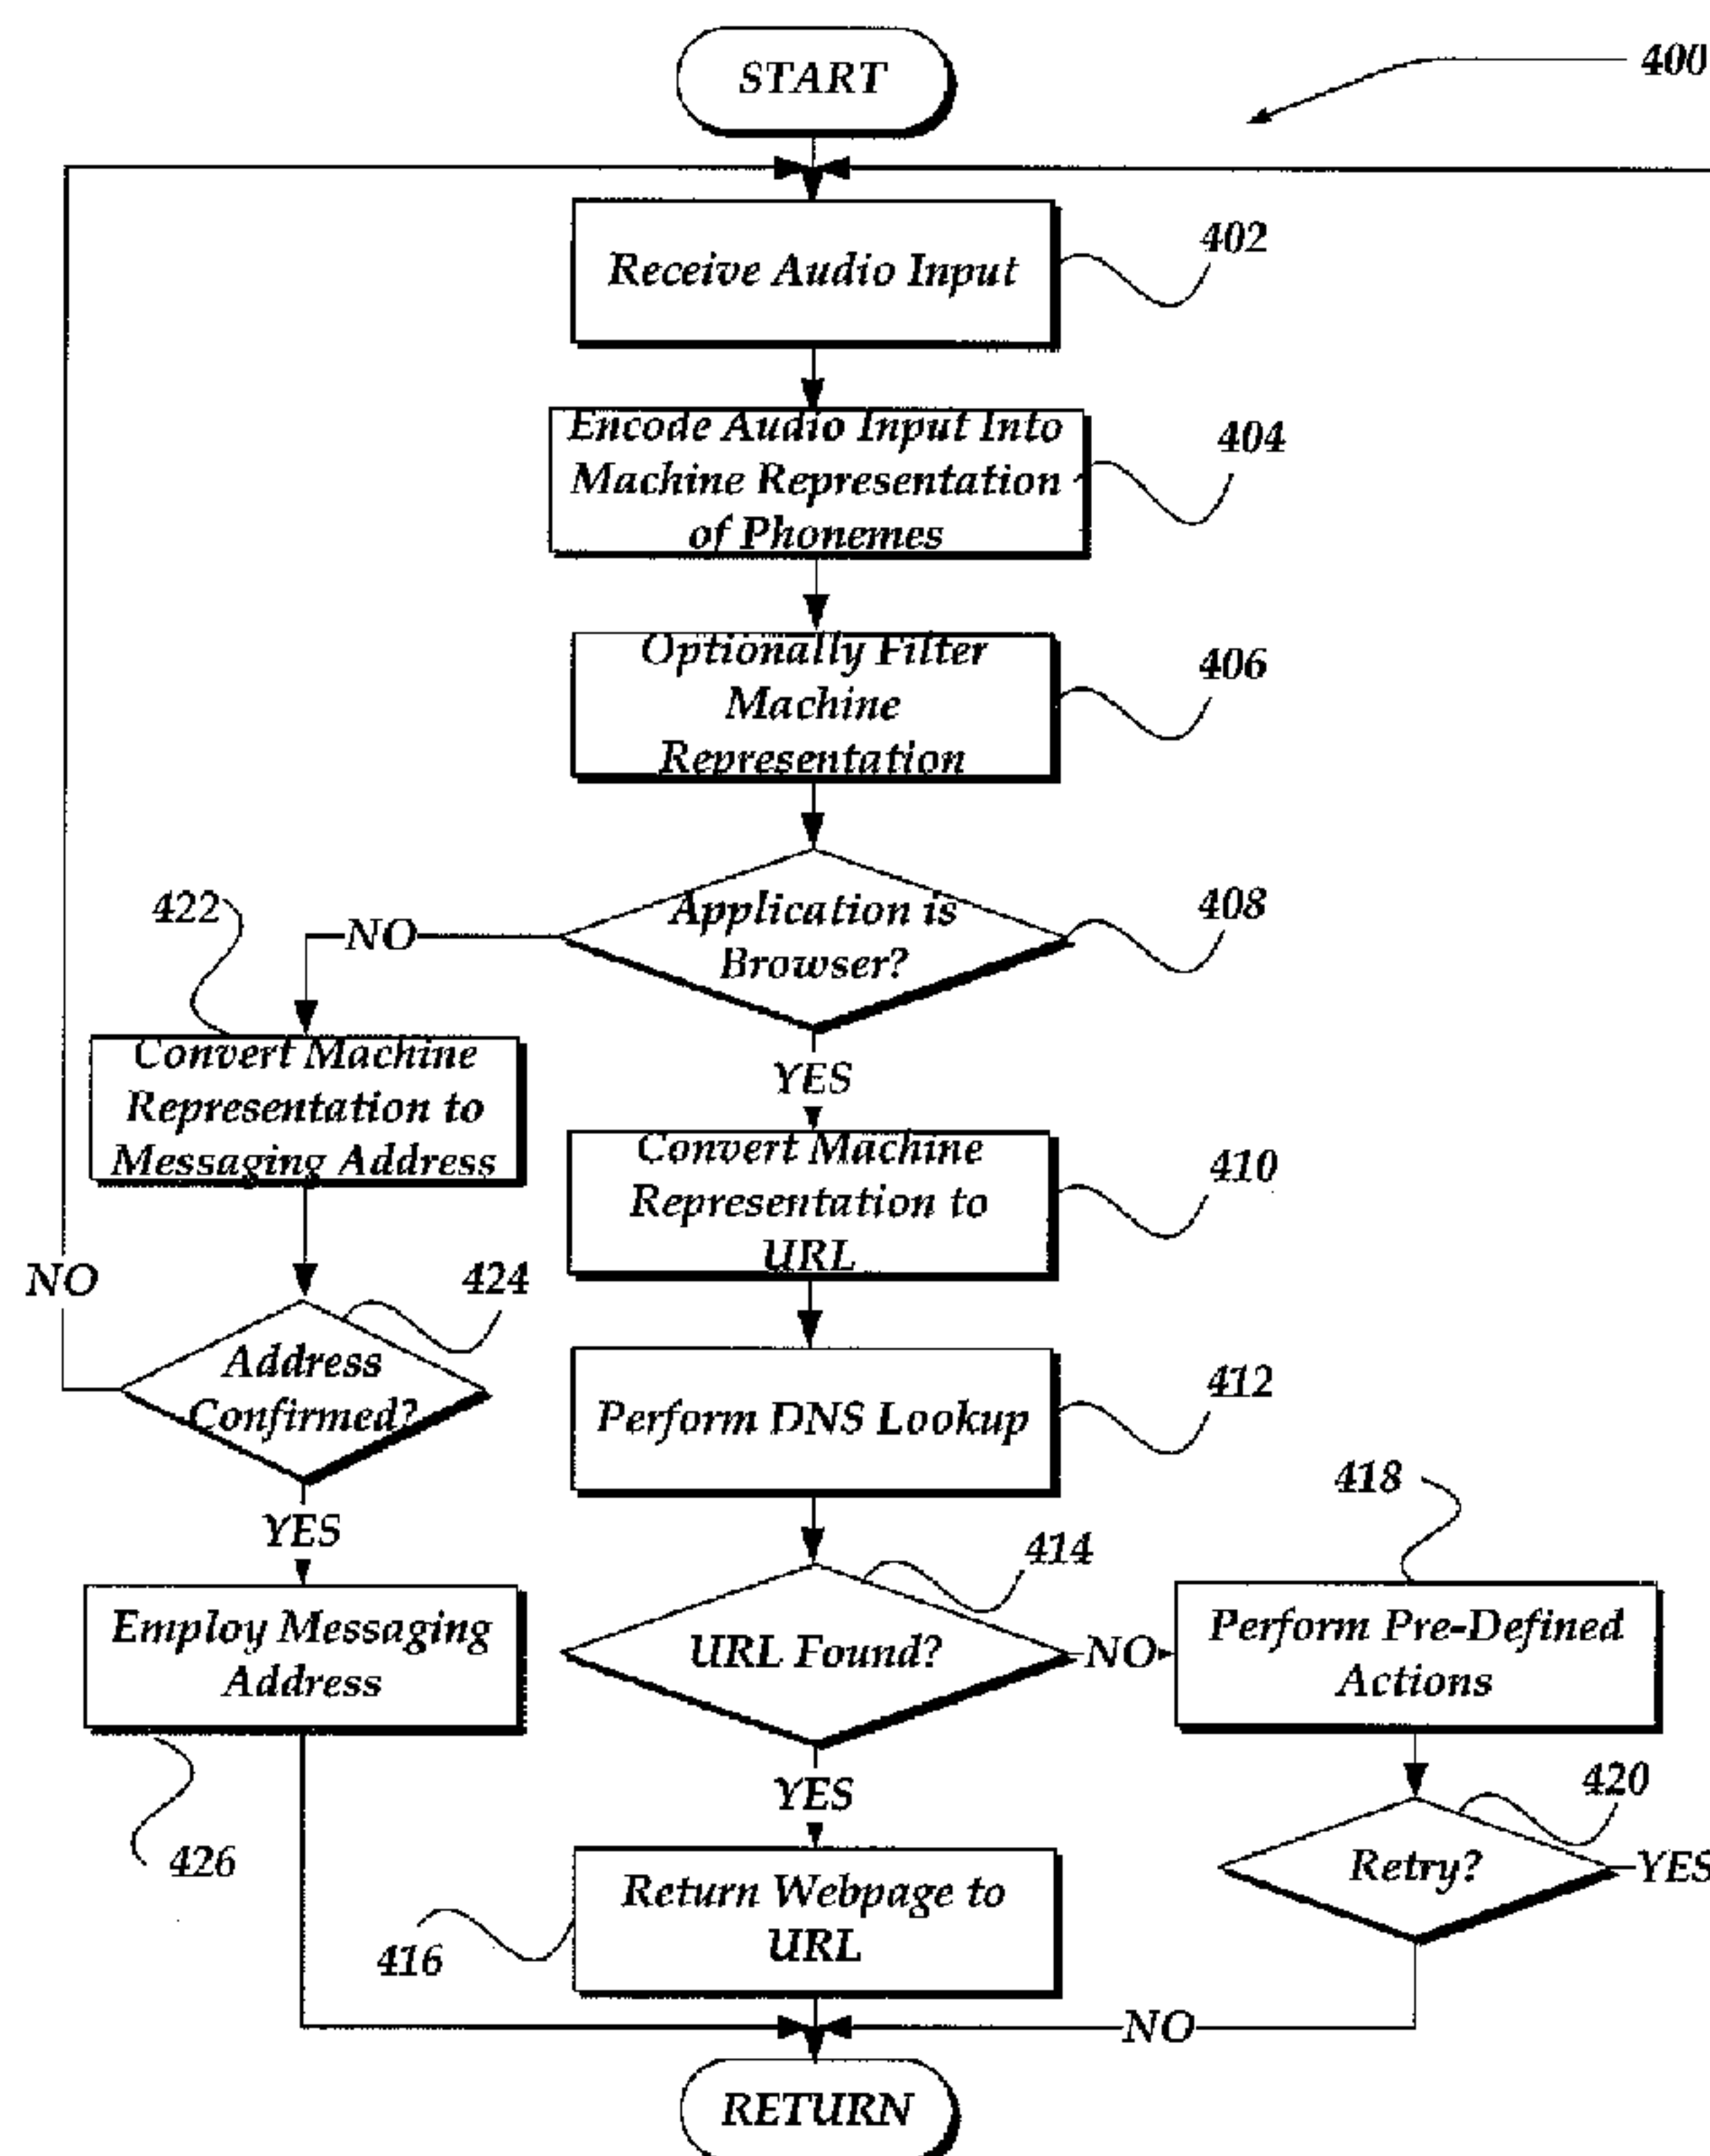 START
400
Receive Audio Input
402
Encode Audio Input Into
Machine Representation
of Phonemes
404
Optionally Filter
Machine
Representation
406
Application is
Browser?
408
NO
422
Convert Machine
Representation to
Messaging Address
YES
Convert Machine
Representation to
URL
410
NO
424
Address
Confirmed?
Perform DNS Lookup
412
YES
414
418
Employ Messaging
Address
URL Found?
NO
Perform Pre-Defined
Actions
426
YES
420
Retry?
YES
Return Webpage to
URL
416
NO
RETURN